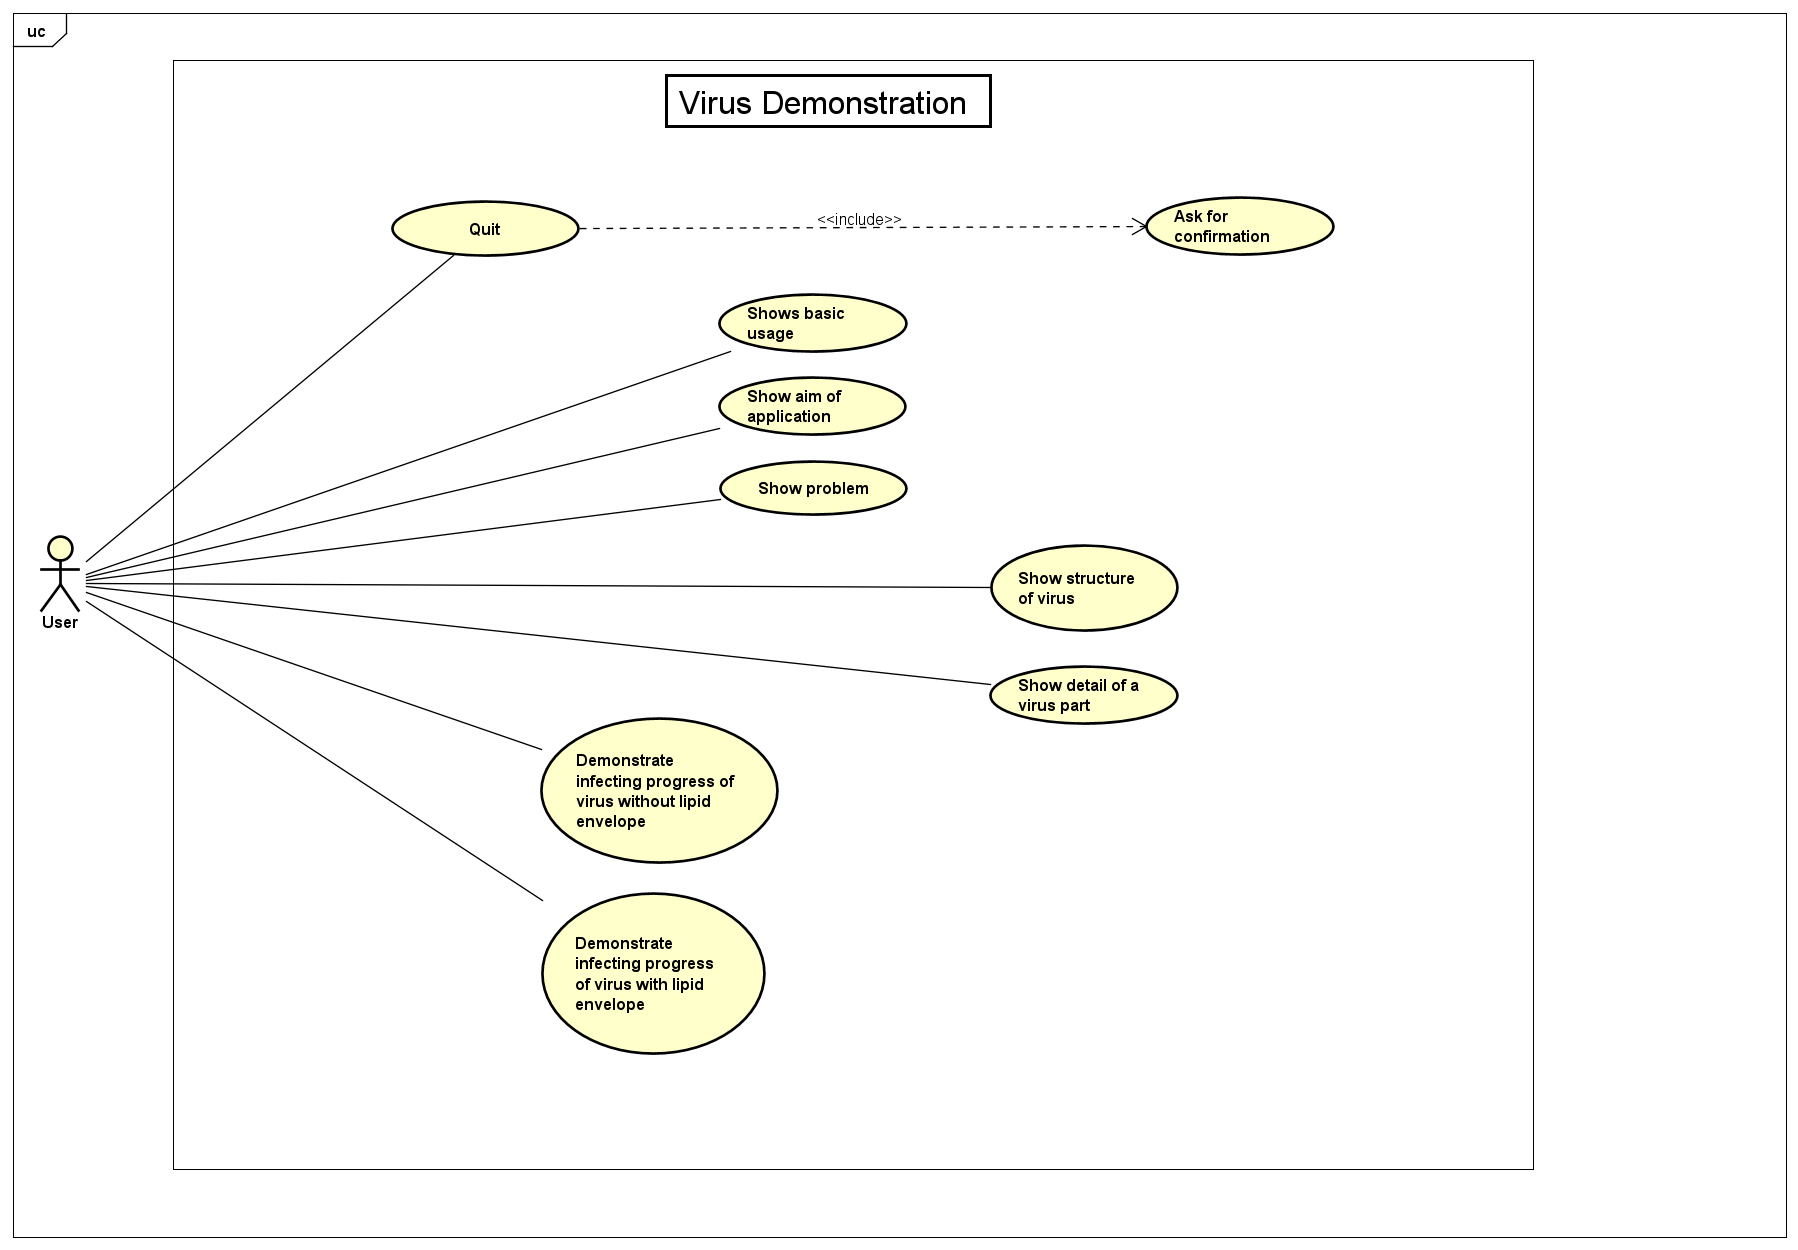 uc
Virus Demonstration
Quit
<<include>>
Ask for
confirmation
Shows basic
usage
Show aim of
application
Show problem
User
Show structure
of virus
Show detail of a
virus part
Demonstrate
infecting progress of
virus without lipid
envelope
Demonstrate
infecting progress
of virus with lipid
envelope